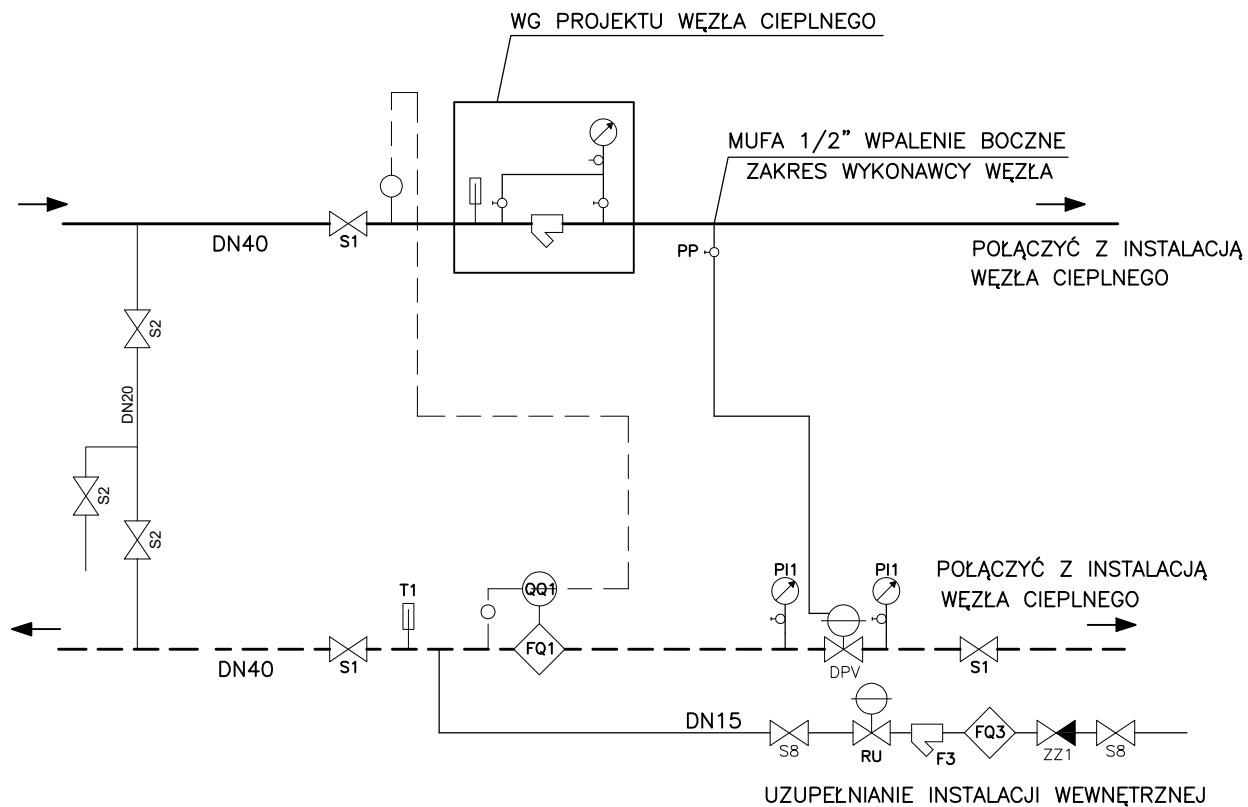 WG PROJEKTU WĘZŁA CIEPLNEGO
MUFA 1/2" WPALENIE BOCZNE
ZAKRES WYKONAWCY WĘZŁA
DN40
S1
PP
POŁĄCZYĆ Z INSTALACJĄ
WĘZŁA CIEPLNEGO
S2
DN20
S2
S2
T1
QQ1
PI1
PI1
POŁĄCZYĆ Z INSTALACJĄ
WĘZŁA CIEPLNEGO
DN40
S1
FQ1
DPV
S1
DN15
S8
RU
F3
FQ3
ZZ1
S8
UZUPEŁNIANIE INSTALACJI WEWNĘTRZNEJ